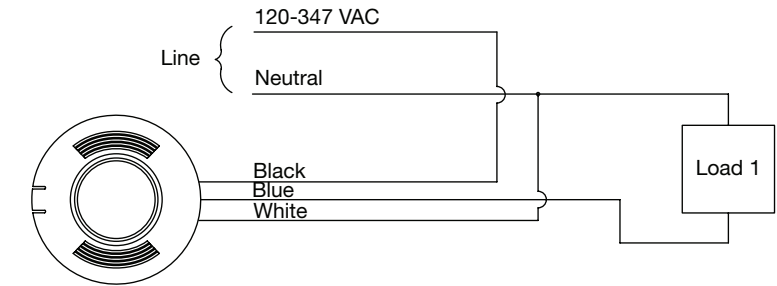 120-347 VAC
Line
Neutral
Black
Blue
White
Load 1